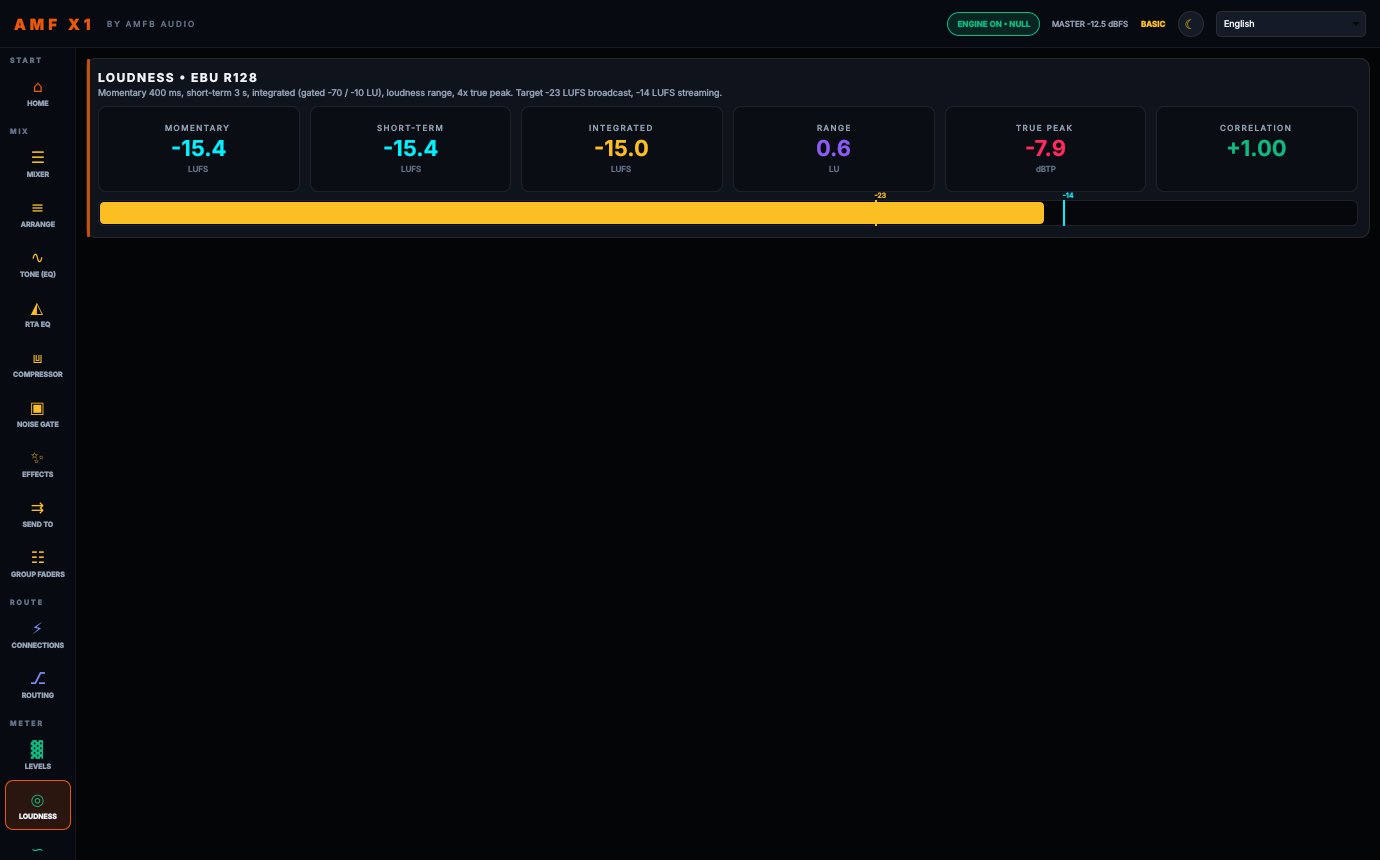 AMF X1 BY AMFB AUDIO
ENGINE ON • NULL MASTER -12.5 dBFS BASIC English
START
HOME
MIX
MIXER
ARRANGE
TONE (EQ)
RTA EQ
COMPRESSOR
NOISE GATE
EFFECTS
SEND TO
GROUP FADERS
ROUTE
CONNECTIONS
ROUTING
METER
LEVELS
LOUDNESS
LOUDNESS • EBU R128
Momentary 400 ms, short-term 3 s, integrated (gated -70 / -10 LU), loudness range, 4x true peak. Target -23 LUFS broadcast, -14 LUFS streaming.
MOMENTARY
-15.4
LUFS
SHORT-TERM
-15.4
LUFS
INTEGRATED
-15.0
LUFS
RANGE
0.6
LU
TRUE PEAK
-7.9
dBTP
CORRELATION
+1.00
-23
-14